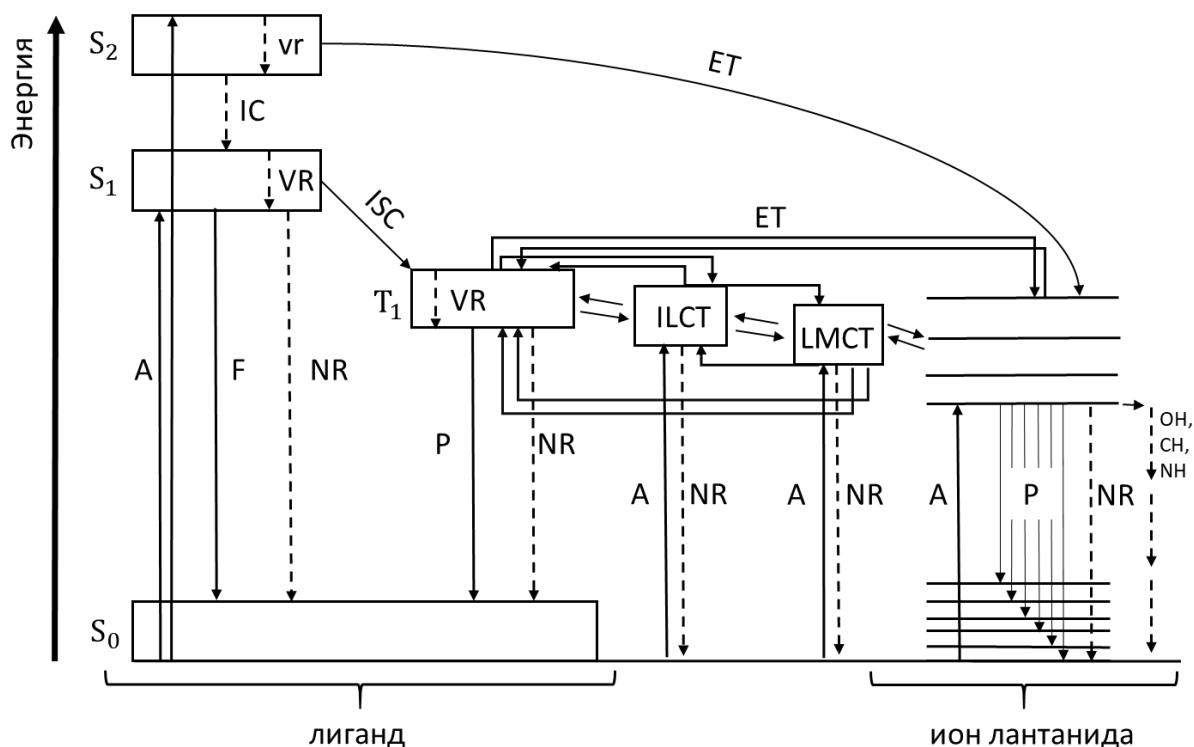 Энергия
S2
vr
ET
IC
S1
VR
ISC
ET
T1
VR
ILCT
LMCT
A
F
NR
P
NR
A
NR
A
NR
A
P
NR
OH,
CH,
NH
S0
лиганд
ион лантанида